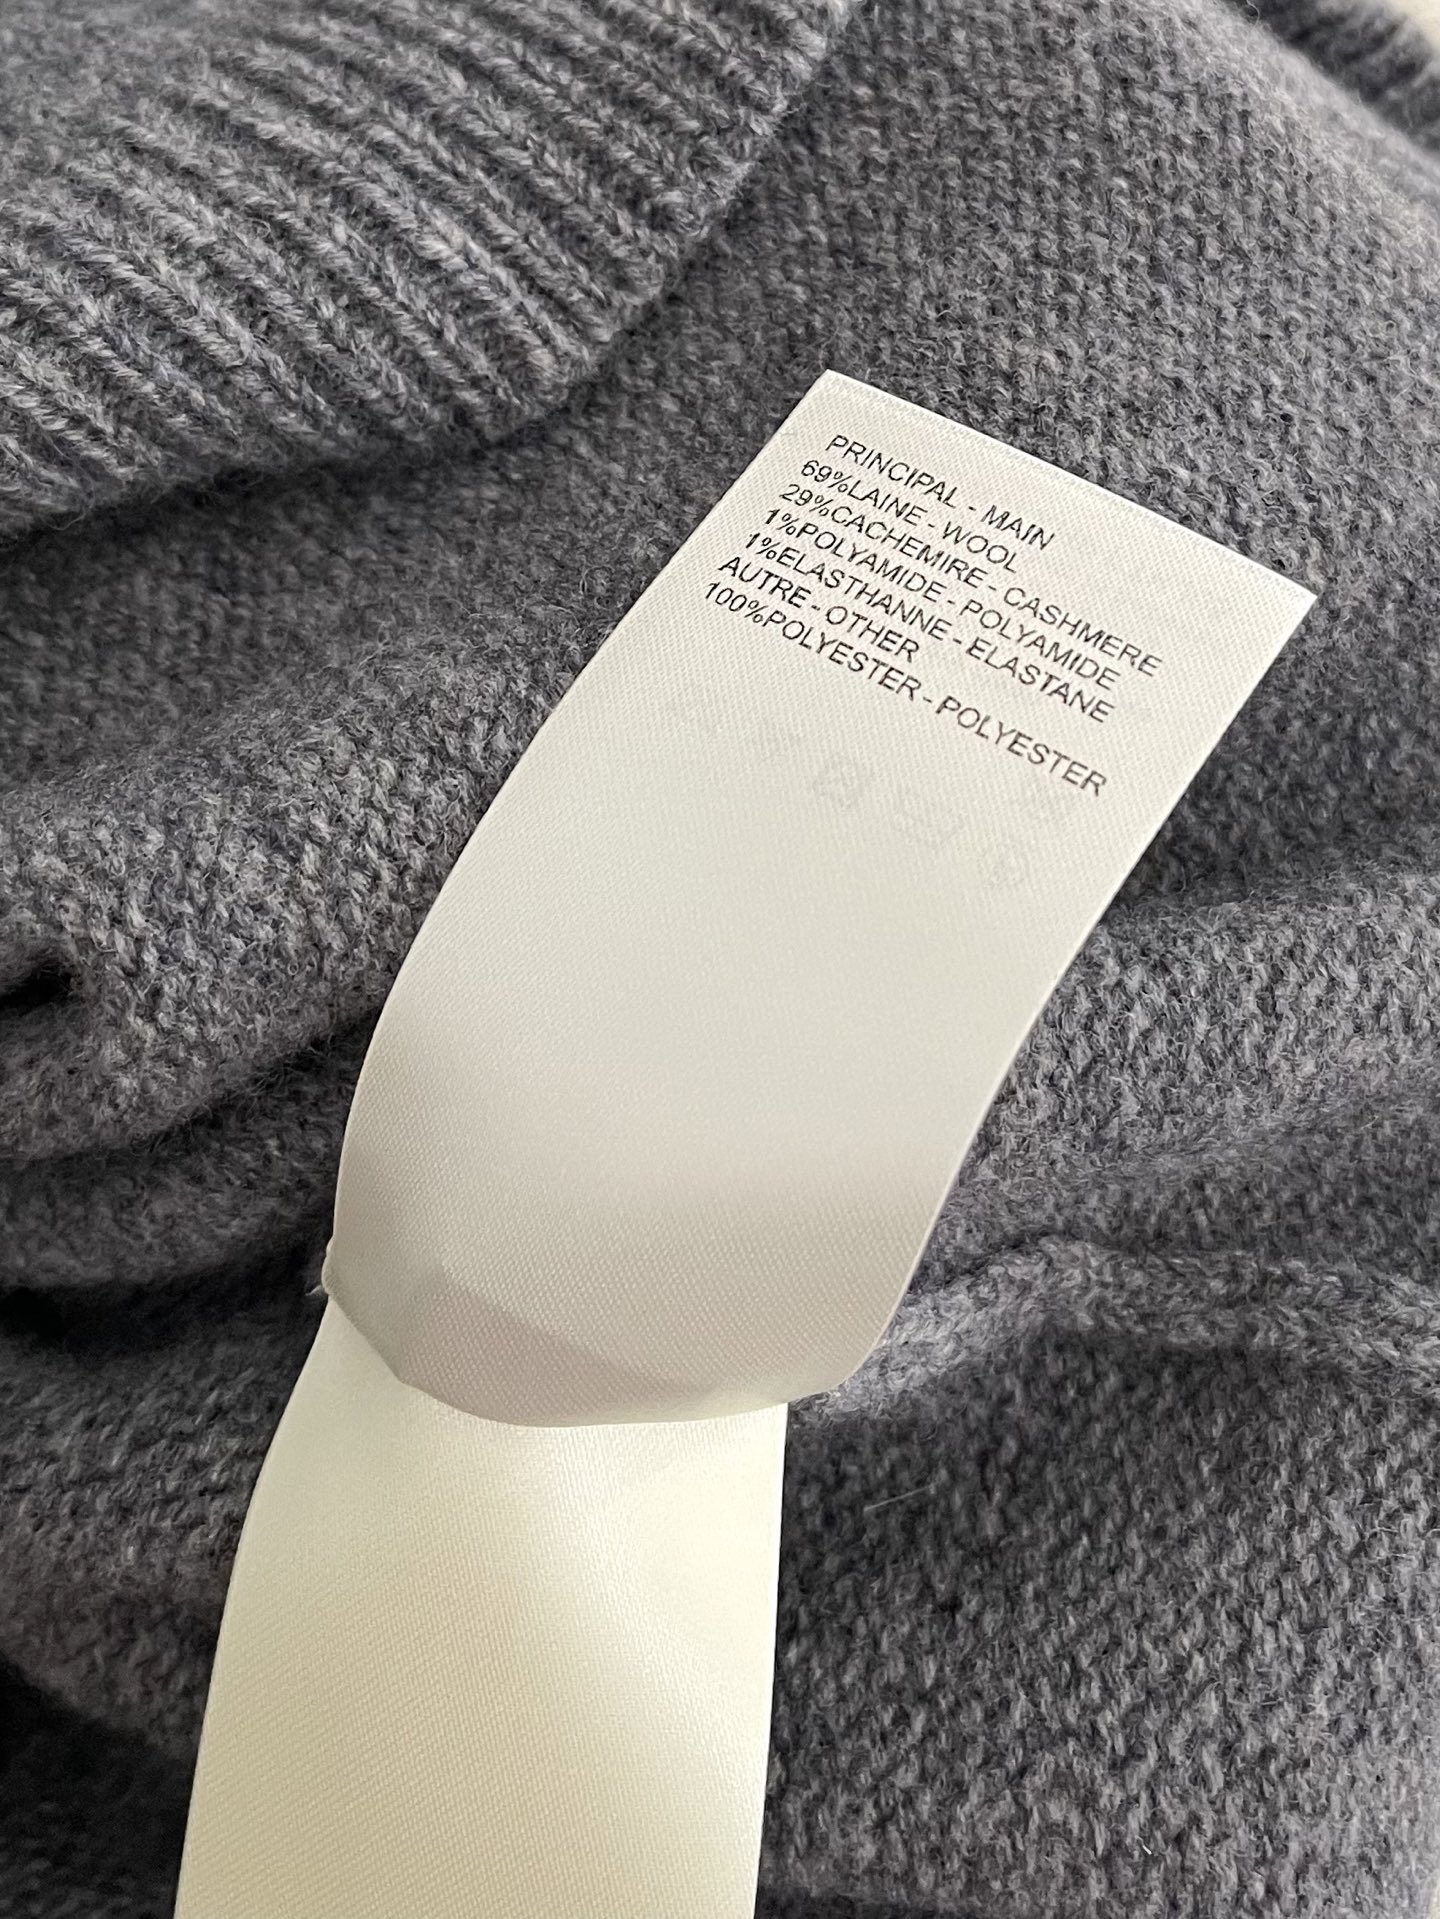 PRINCIPAL - MAIN
69%LAINE - WOOL
29%CACHEMIRE - CASHMERE
1%POLYAMIDE - POLYAMIDE
1%ELASTHANNE - ELASTANE
AUTRE - OTHER
100%POLYESTER - POLYESTER